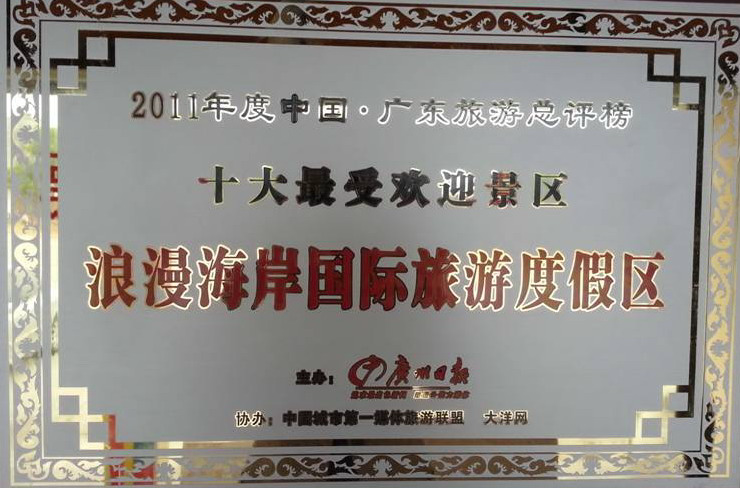 2011年度中国·广东旅游总评榜
十大最受欢迎景区
浪漫海岸国际旅游度假区
主办：广州日报
协办：中国城市第一媒体旅游联盟 大洋网